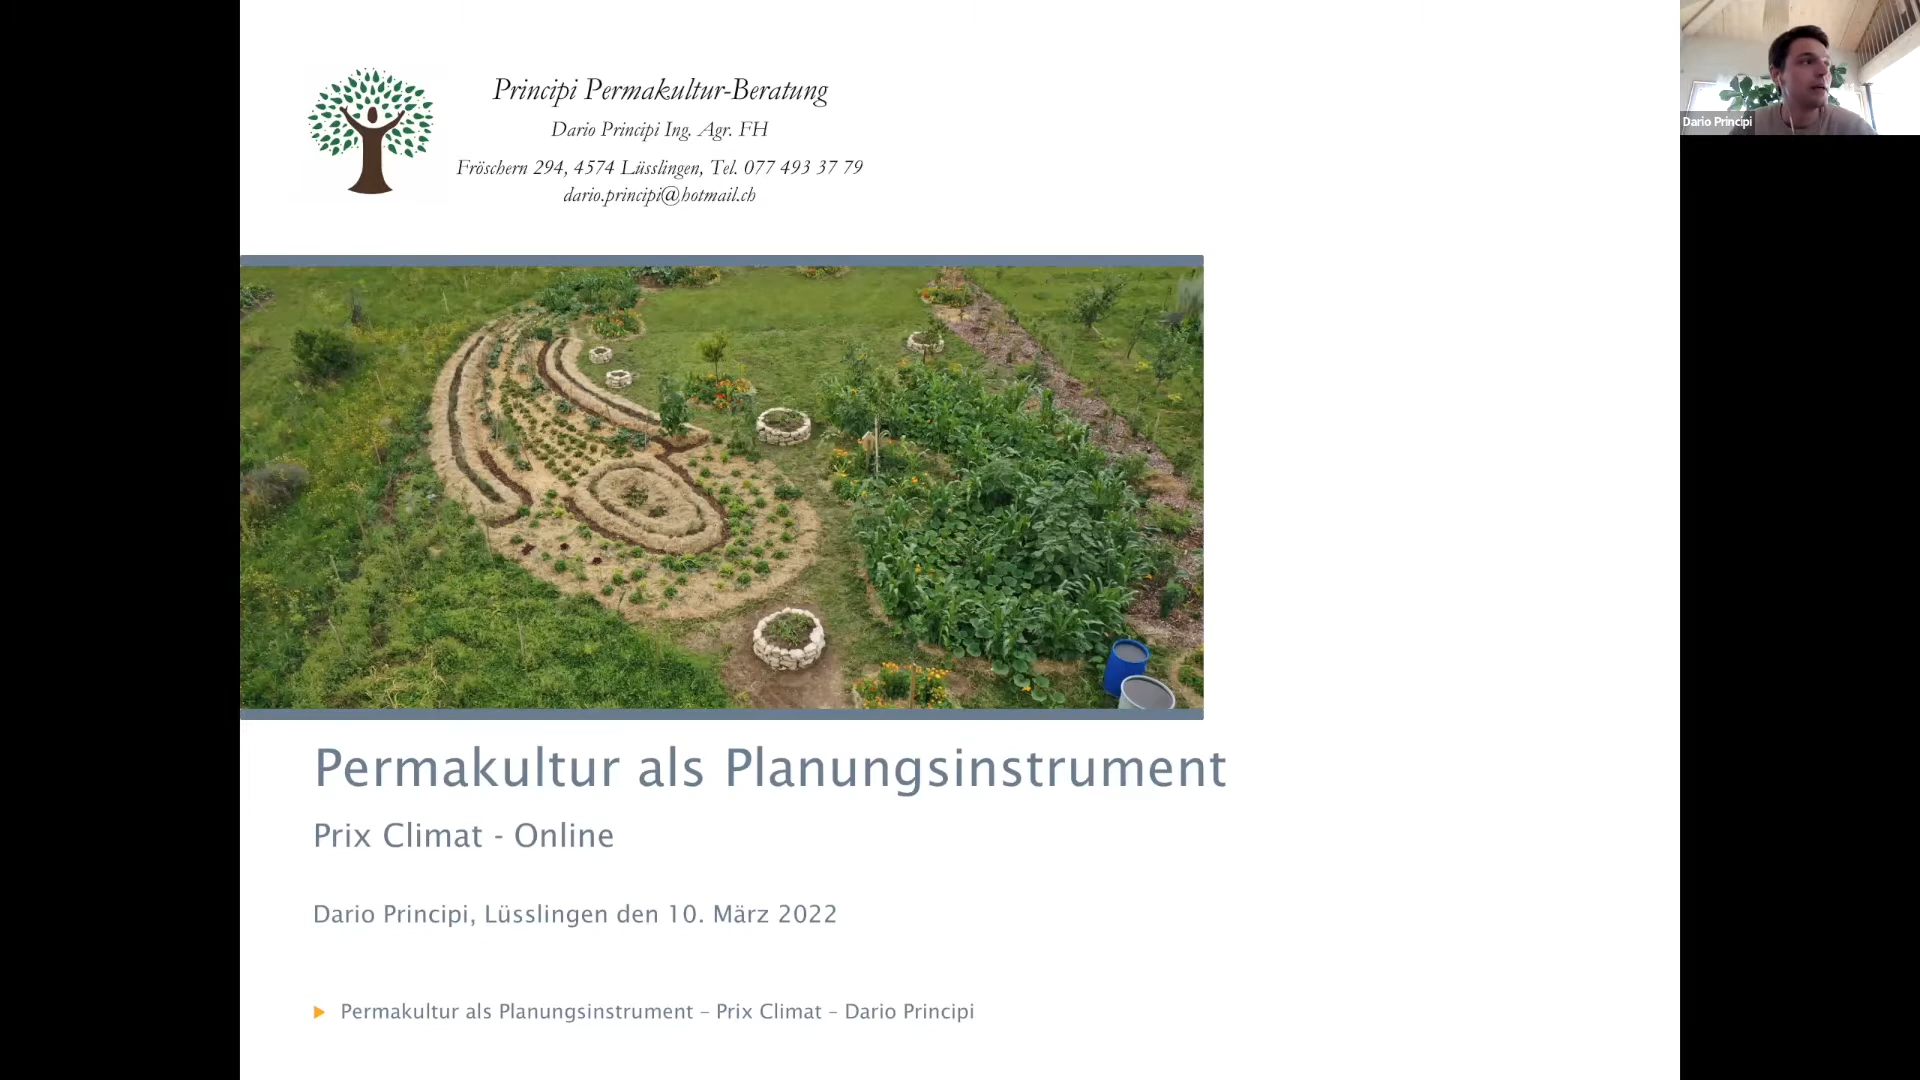 Principi Permakultur-Beratung
Dario Principi Ing. Agr. FH
Fröschern 294, 4574 Lüsslingen, Tel. 077 493 37 79
dario.principi@hotmail.ch
Dario Principi
Permakultur als Planungsinstrument
Prix Climat - Online
Dario Principi, Lüsslingen den 10. März 2022
Permakultur als Planungsinstrument – Prix Climat – Dario Principi